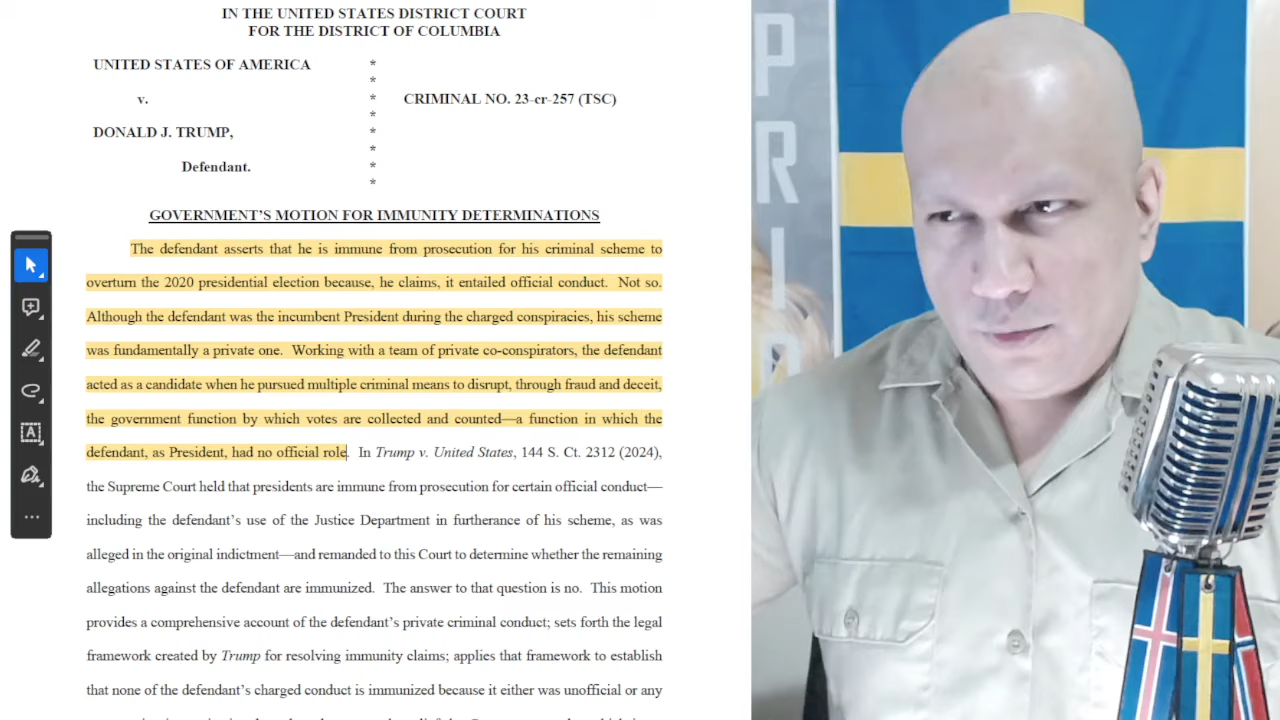 IN THE UNITED STATES DISTRICT COURT
FOR THE DISTRICT OF COLUMBIA
UNITED STATES OF AMERICA *
*
v. * CRIMINAL NO. 23-cr-257 (TSC)
*
DONALD J. TRUMP, *
*
Defendant. *
*
GOVERNMENT'S MOTION FOR IMMUNITY DETERMINATIONS
The defendant asserts that he is immune from prosecution for his criminal scheme to
overturn the 2020 presidential election because, he claims, it entailed official conduct. Not so.
Although the defendant was the incumbent President during the charged conspiracies, his scheme
was fundamentally a private one. Working with a team of private co-conspirators, the defendant
acted as a candidate when he pursued multiple criminal means to disrupt, through fraud and deceit,
the government function by which votes are collected and counted—a function in which the
defendant, as President, had no official role. In Trump v. United States, 144 S. Ct. 2312 (2024),
the Supreme Court held that presidents are immune from prosecution for certain official conduct—
including the defendant's use of the Justice Department in furtherance of his scheme, as was
alleged in the original indictment—and remanded to this Court to determine whether the remaining
allegations against the defendant are immunized. The answer to that question is no. This motion
provides a comprehensive account of the defendant's private criminal conduct; sets forth the legal
framework created by Trump for resolving immunity claims; applies that framework to establish
that none of the defendant's charged conduct is immunized because it either was unofficial or any
A
P
R
I